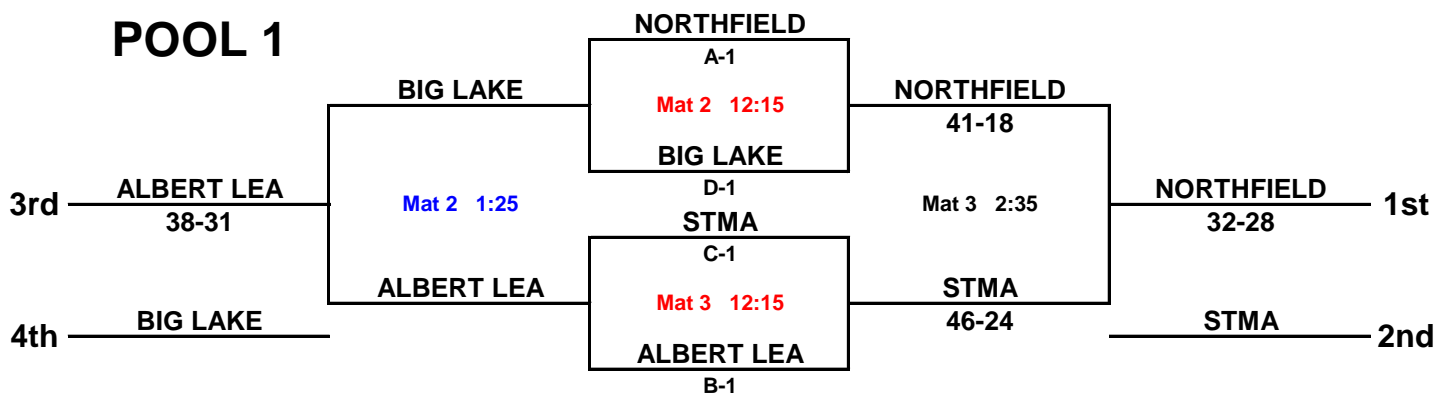 POOL 1
NORTHFIELD
A-1
BIG LAKE
Mat 2 12:15
NORTHFIELD
41-18
BIG LAKE
D-1
3rd
ALBERT LEA
38-31
Mat 2 1:25
Mat 3 2:35
NORTHFIELD
32-28
1st
STMA
C-1
ALBERT LEA
Mat 3 12:15
STMA
46-24
4th
BIG LAKE
ALBERT LEA
B-1
STMA
2nd